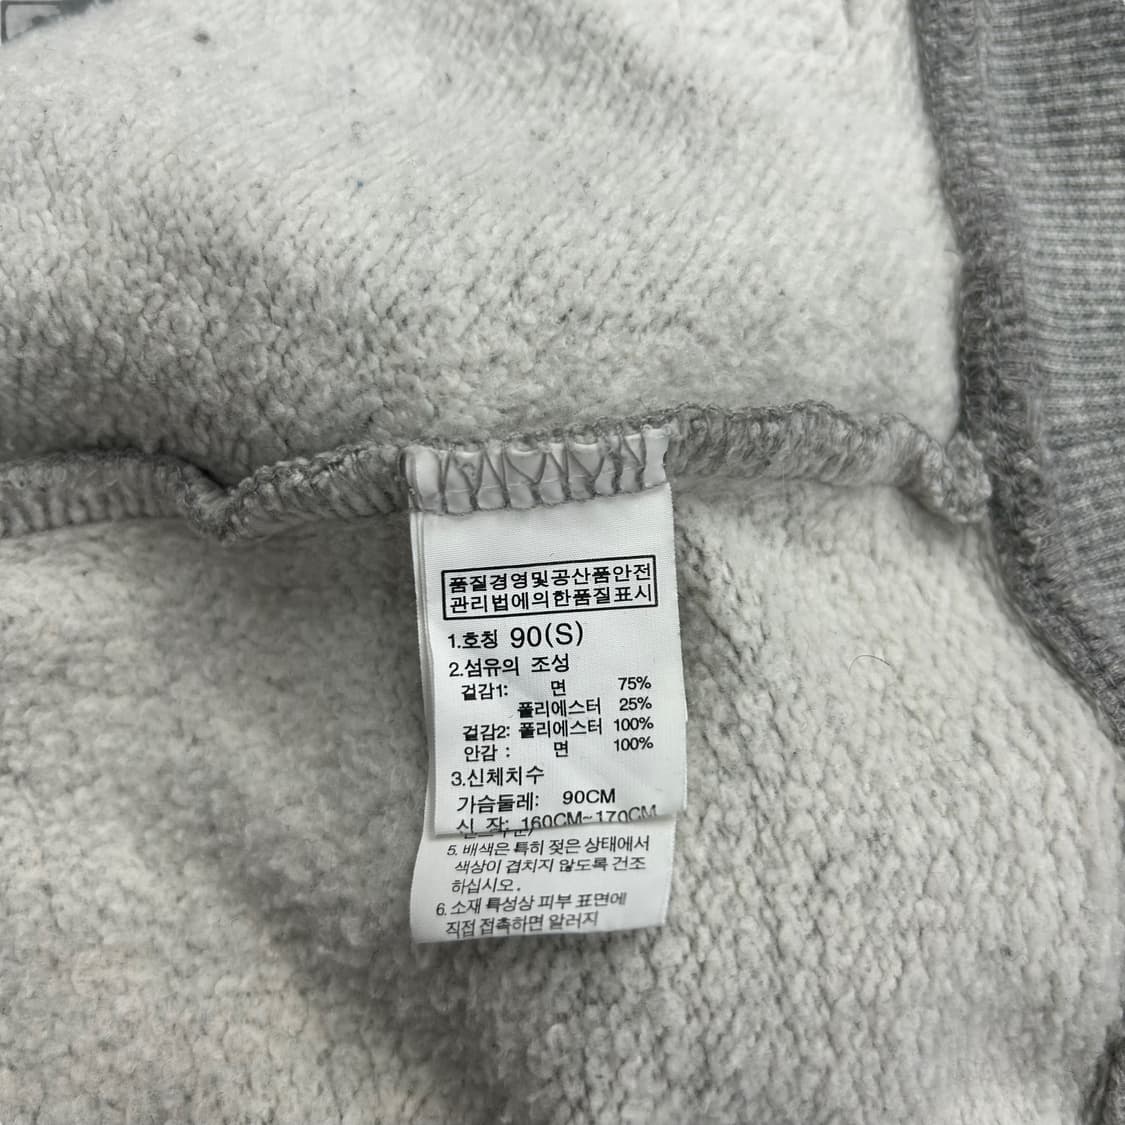 품질경영및공산품안전
관리법에의한품질표시
1.호칭 90(S)
2.섬유의 조성
겉감1: 면 75%
폴리에스터 25%
겉감2: 폴리에스터 100%
안감 : 면 100%
3.신체치수
가슴둘레: 90CM
신 장: 160CM~170CM
5. 배색은 특히 젖은 상태에서
색상이 겹치지 않도록 건조
하십시오.
6. 소재 특성상 피부 표면에
직접 접촉하면 알러지